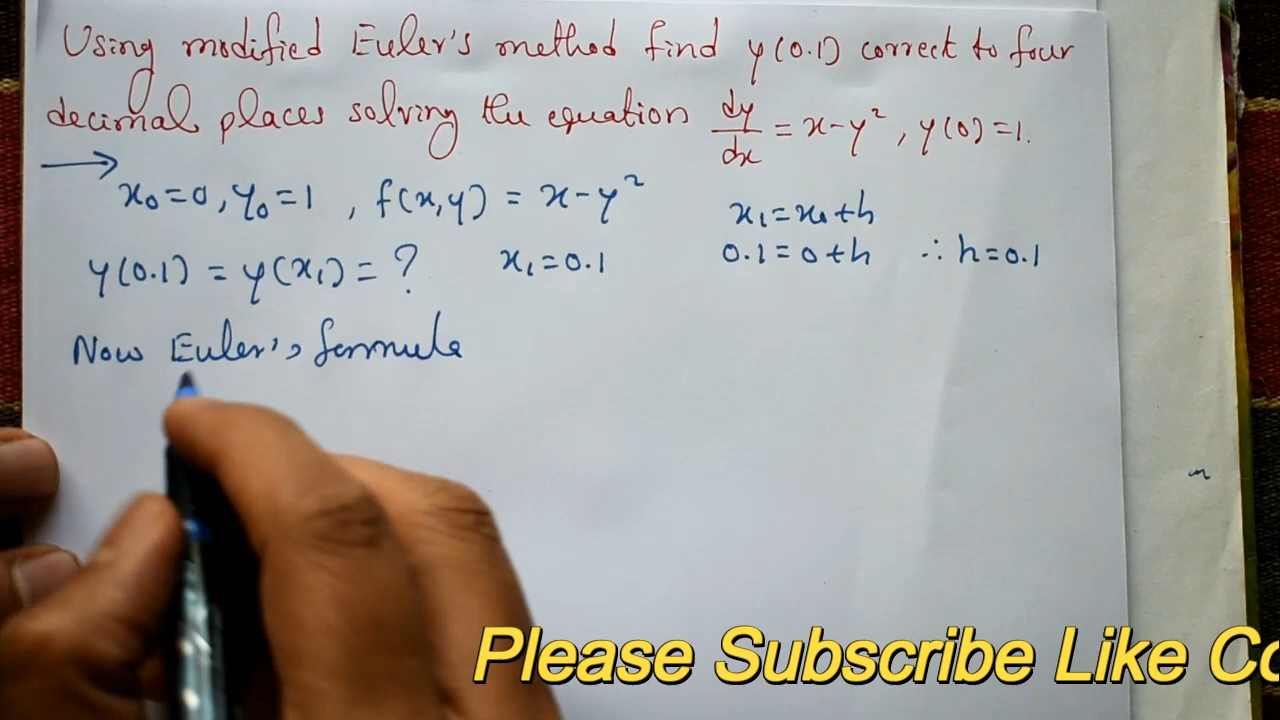 Using modified Euler's method find y(0.1) correct to four
decimal places solving the equation dy/dx = x-y², y(0)=1.
→ x₀=0, y₀=1, f(x,y) = x-y²
x₁=x₀+h
y(0.1) = y(x₁) = ? x₁=0.1
0.1=0+h ∴ h=0.1
Now Euler's formula
Please Subscribe Like Co